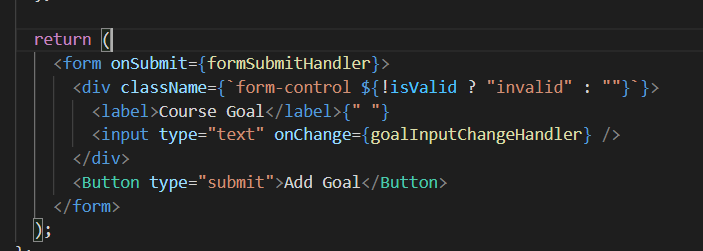 return (
<form onSubmit={formSubmitHandler}>
<div className={`form-control ${!isValid ? "invalid" : ""}`}>
<label>Course Goal</label>{" "}
<input type="text" onChange={goalInputChangeHandler} />
</div>
<Button type="submit">Add Goal</Button>
</form>
);